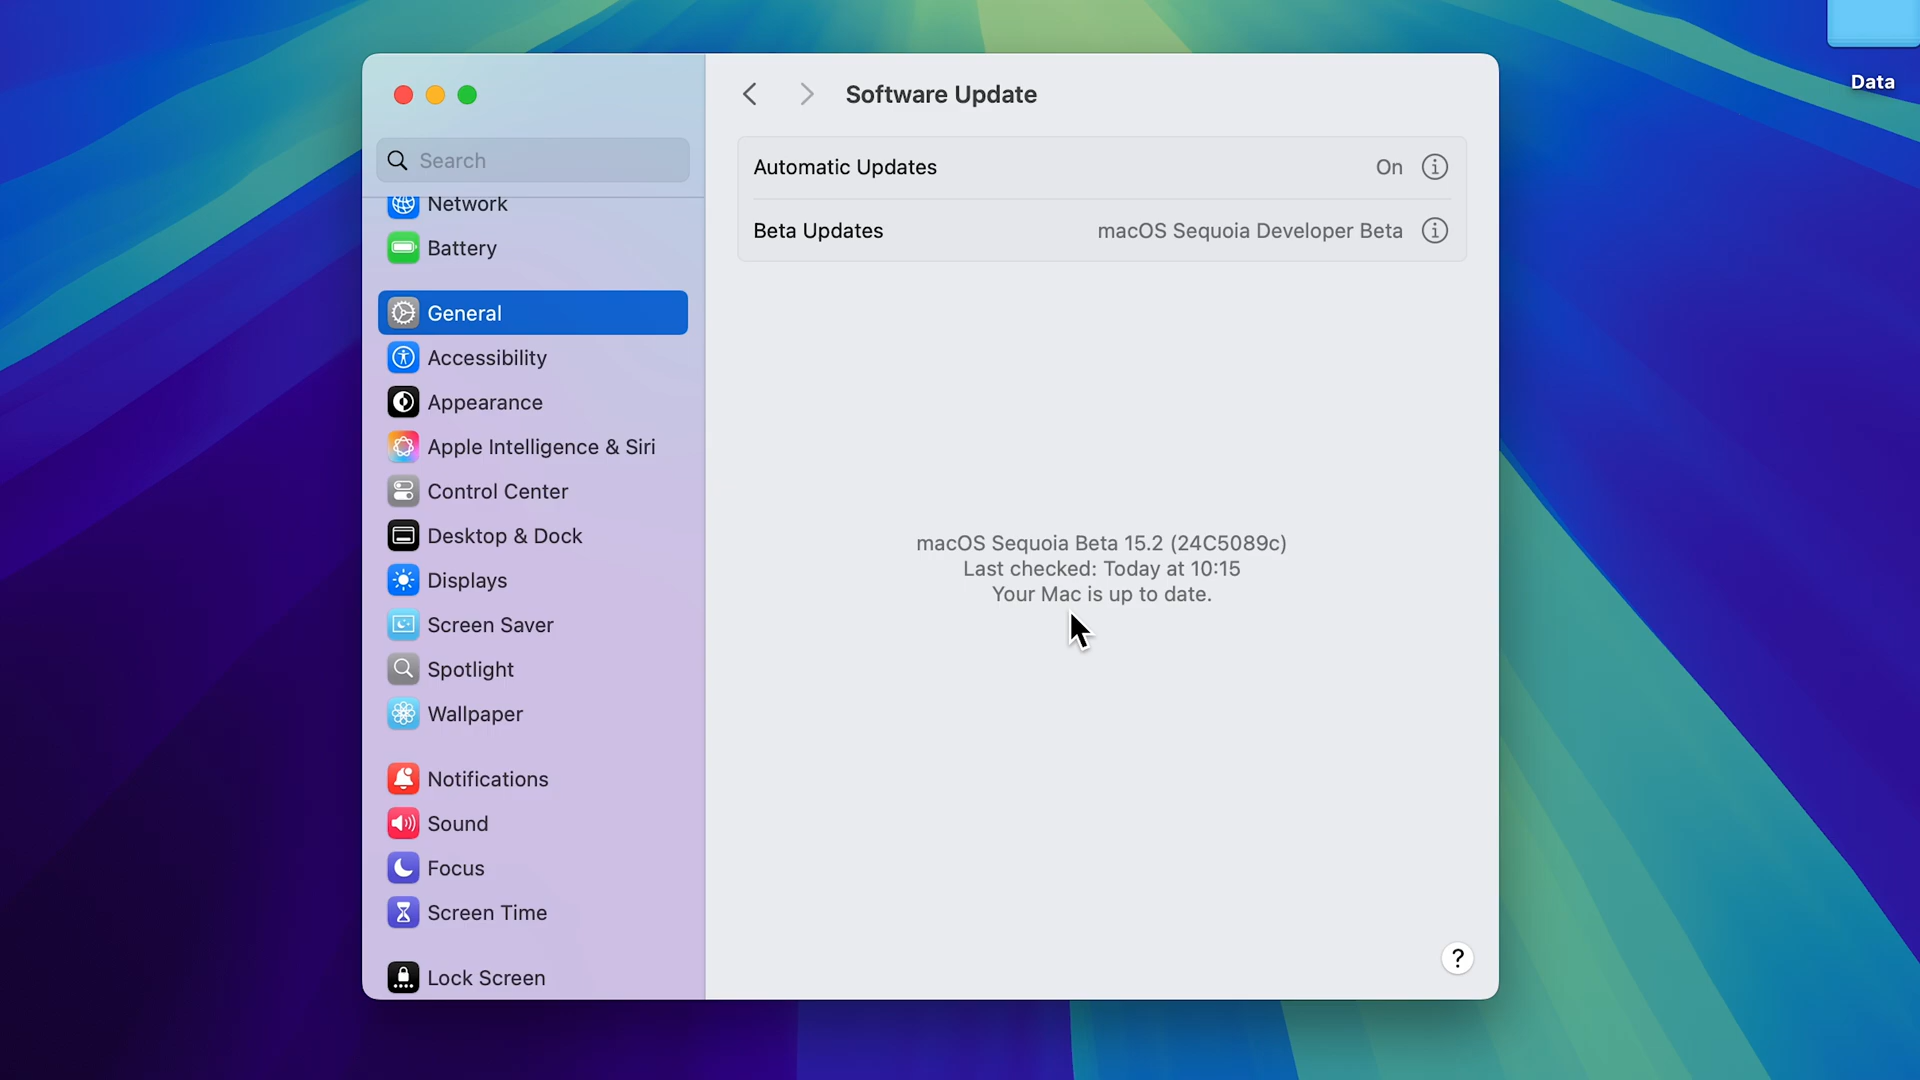 Data
Software Update
Search
Network
Battery
General
Accessibility
Appearance
Apple Intelligence & Siri
Control Center
Desktop & Dock
Displays
Screen Saver
Spotlight
Wallpaper
Notifications
Sound
Focus
Screen Time
Lock Screen
Automatic Updates On
Beta Updates macOS Sequoia Developer Beta
macOS Sequoia Beta 15.2 (24C5089c)
Last checked: Today at 10:15
Your Mac is up to date.
?